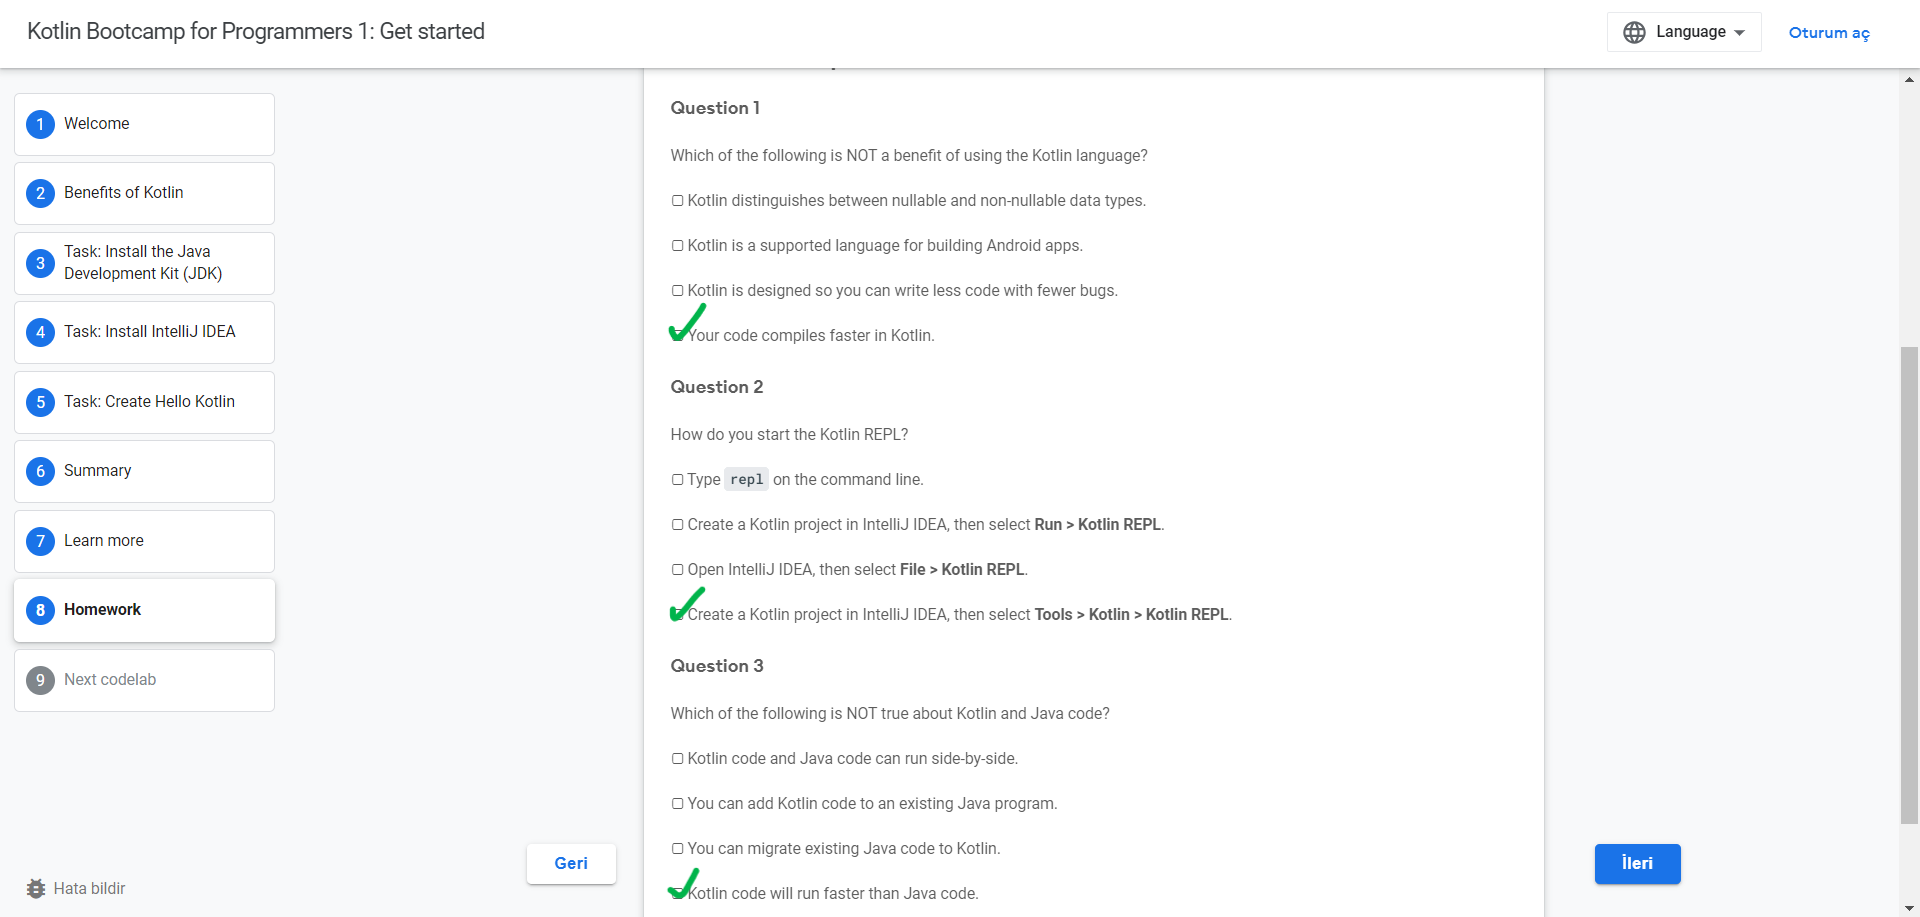 Kotlin Bootcamp for Programmers 1: Get started
Language
Oturum aç
1 Welcome
2 Benefits of Kotlin
3 Task: Install the Java
Development Kit (JDK)
4 Task: Install IntelliJ IDEA
5 Task: Create Hello Kotlin
6 Summary
7 Learn more
8 Homework
9 Next codelab
Hata bildir
Question 1
Which of the following is NOT a benefit of using the Kotlin language?
Kotlin distinguishes between nullable and non-nullable data types.
Kotlin is a supported language for building Android apps.
Kotlin is designed so you can write less code with fewer bugs.
Your code compiles faster in Kotlin.
Question 2
How do you start the Kotlin REPL?
Type repl on the command line.
Create a Kotlin project in IntelliJ IDEA, then select Run > Kotlin REPL.
Open IntelliJ IDEA, then select File > Kotlin REPL.
Create a Kotlin project in IntelliJ IDEA, then select Tools > Kotlin > Kotlin REPL.
Question 3
Which of the following is NOT true about Kotlin and Java code?
Kotlin code and Java code can run side-by-side.
You can add Kotlin code to an existing Java program.
You can migrate existing Java code to Kotlin.
Kotlin code will run faster than Java code.
Geri
İleri